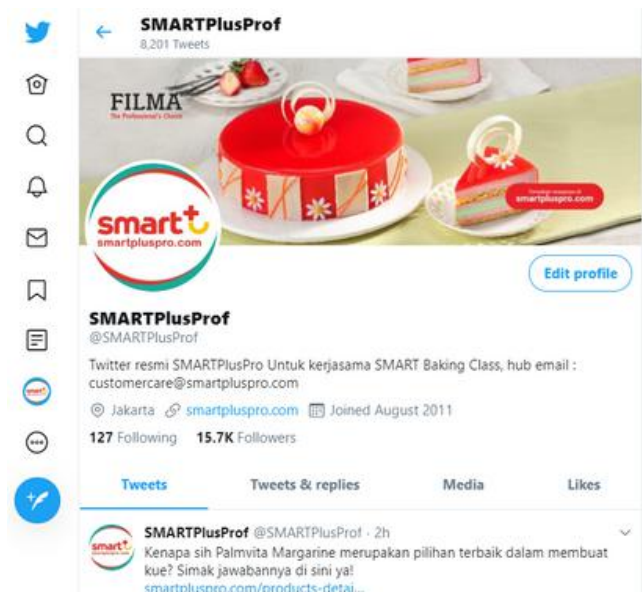 SMARTPlusProf
8,201 Tweets
FILMA
The Professional's Choice
smartpluspro.com
smart+
smartpluspro.com
Edit profile
SMARTPlusProf
@SMARTPlusProf
Twitter resmi SMARTPlusPro Untuk kerjasama SMART Baking Class, hub email :
customercare@smartpluspro.com
Jakarta smartpluspro.com Joined August 2011
127 Following 15.7K Followers
Tweets Tweets & replies Media Likes
SMARTPlusProf @SMARTPlusProf · 2h
Kenapa sih Palmvita Margarine merupakan pilihan terbaik dalam membuat
kue? Simak jawabannya di sini ya!
smartpluspro.com/products-detai...